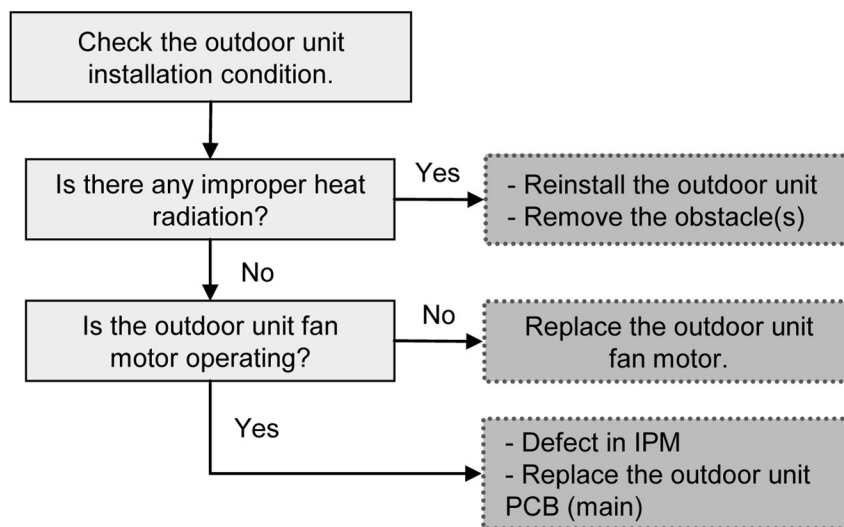 Check the outdoor unit
installation condition.
Is there any improper heat
radiation?
Yes
- Reinstall the outdoor unit
- Remove the obstacle(s)
No
Is the outdoor unit fan
motor operating?
No
Replace the outdoor unit
fan motor.
Yes
- Defect in IPM
- Replace the outdoor unit
PCB (main)